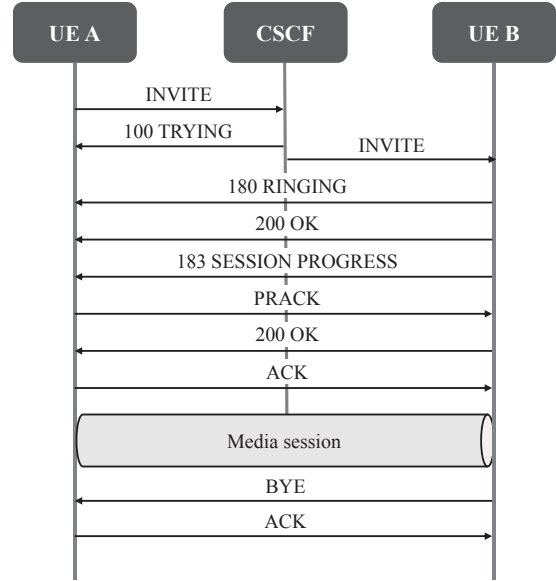 UE A
CSCF
UE B
INVITE
100 TRYING
INVITE
180 RINGING
200 OK
183 SESSION PROGRESS
PRACK
200 OK
ACK
Media session
BYE
ACK